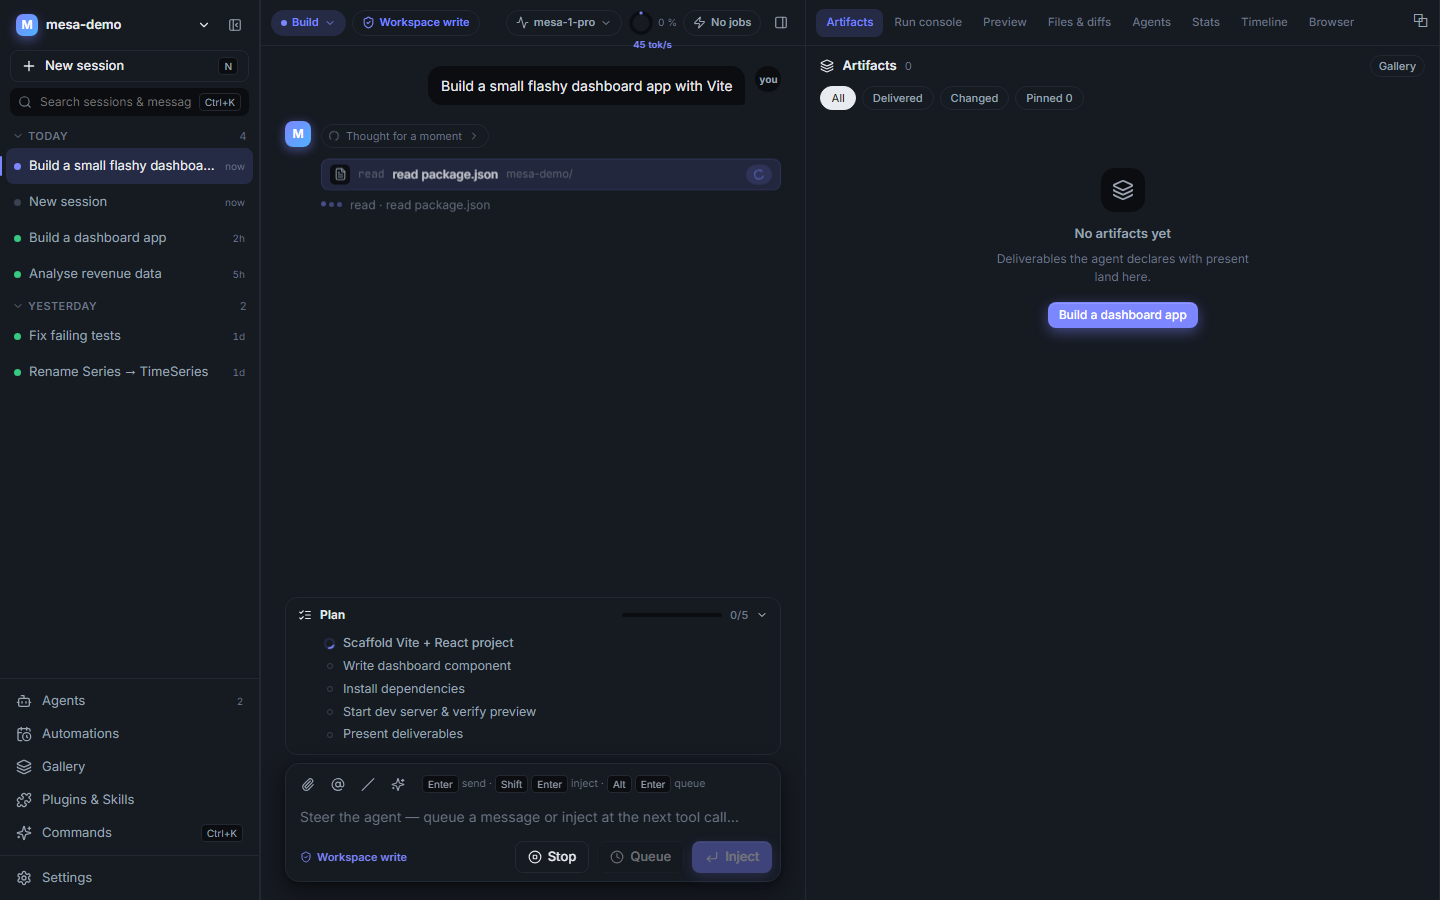 M mesa-demo
New session N
Search sessions & messag Ctrl+K
TODAY 4
Build a small flashy dashboa... now
New session now
Build a dashboard app 2h
Analyse revenue data 5h
YESTERDAY 2
Fix failing tests 1d
Rename Series → TimeSeries 1d
Agents 2
Automations
Gallery
Plugins & Skills
Commands Ctrl+K
Settings
Build Workspace write mesa-1-pro 0 % No jobs
45 tok/s
Build a small flashy dashboard app with Vite you
M Thought for a moment
read read package.json mesa-demo/
read · read package.json
Plan 0/5
Scaffold Vite + React project
Write dashboard component
Install dependencies
Start dev server & verify preview
Present deliverables
Enter send · Shift Enter inject · Alt Enter queue
Steer the agent — queue a message or inject at the next tool call...
Workspace write Stop Queue Inject
Artifacts Run console Preview Files & diffs Agents Stats Timeline Browser
Artifacts 0 Gallery
All Delivered Changed Pinned 0
No artifacts yet
Deliverables the agent declares with present
land here.
Build a dashboard app